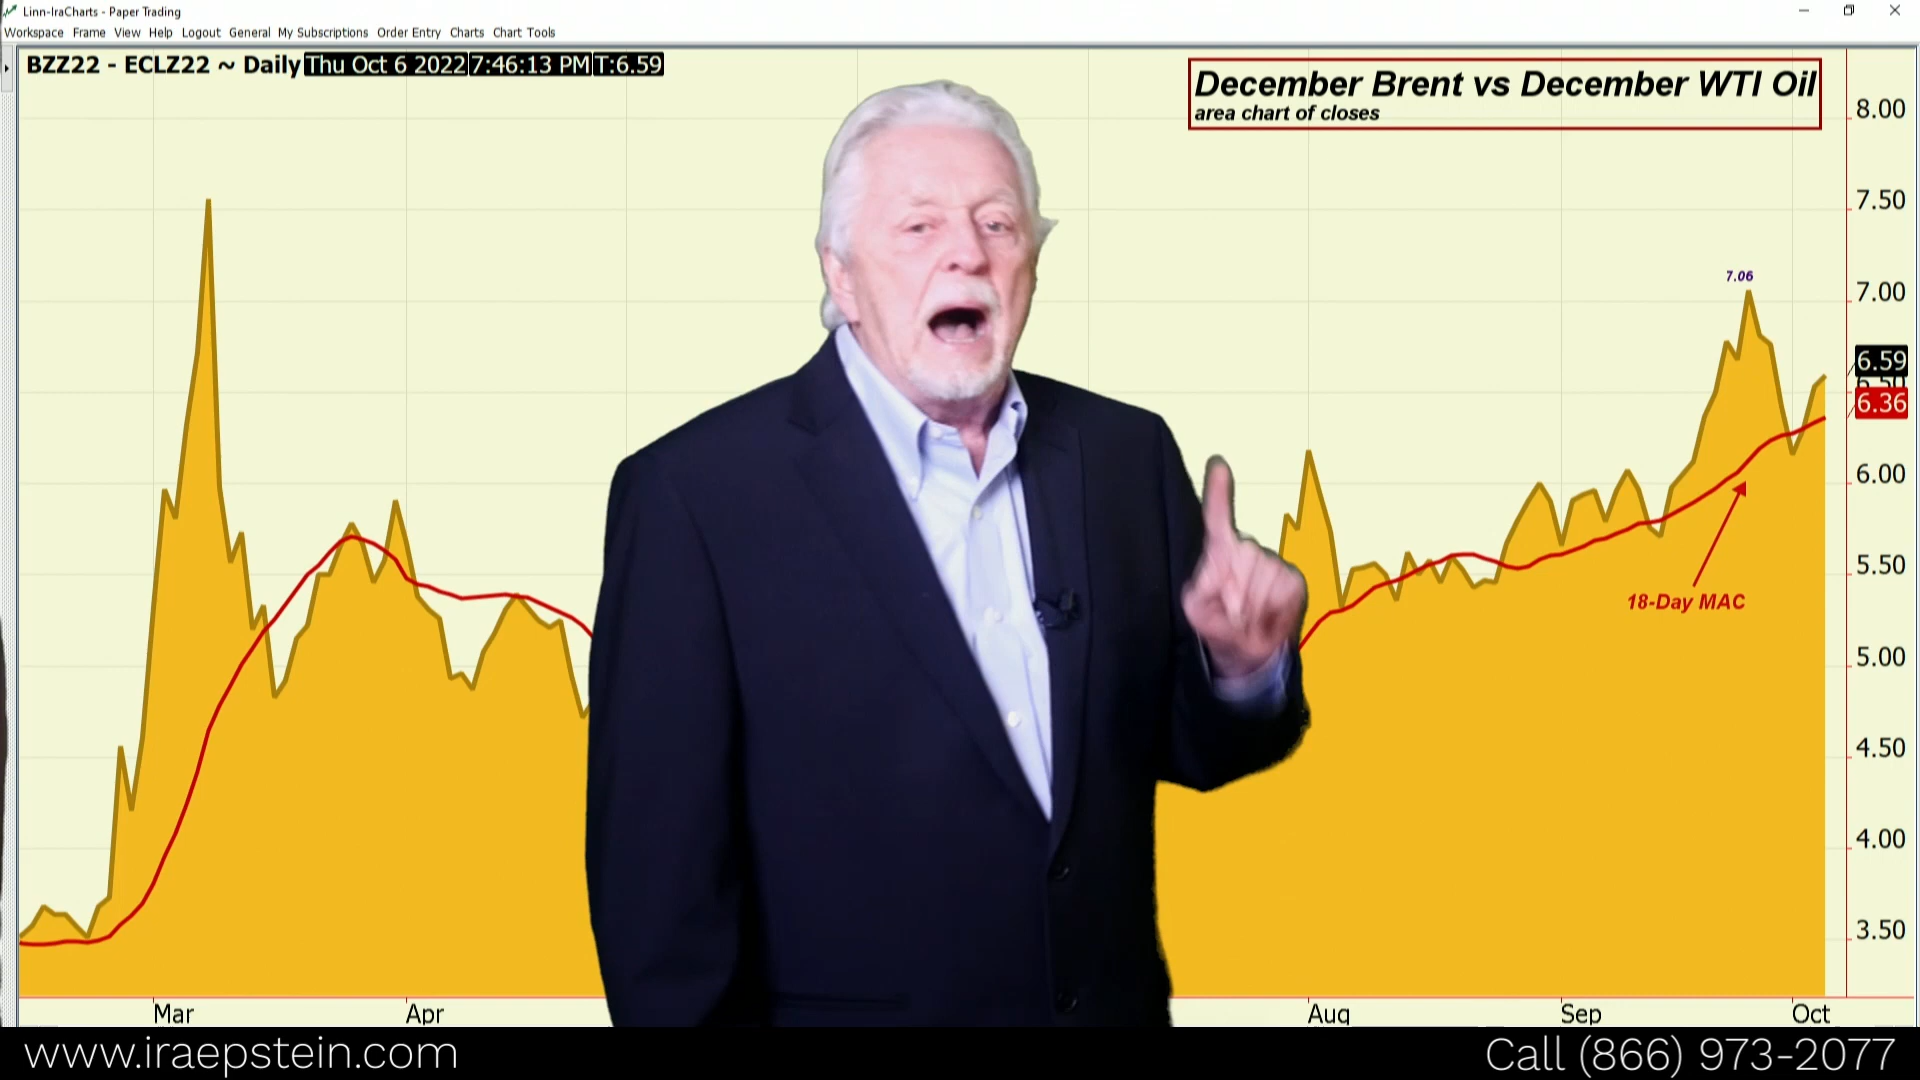 Linn-IraCharts - Paper Trading
Workspace Frame View Help Logout General My Subscriptions Order Entry Charts Chart Tools
BZZ22 - ECLZ22 ~ Daily Thu Oct 6 2022 7:46:13 PM T:6.59
December Brent vs December WTI Oil
area chart of closes
8.00
7.50
7.06
7.00
6.59
6.50
6.36
6.00
5.50
18-Day MAC
5.00
4.50
4.00
3.50
Mar Apr Aug Sep Oct
www.iraepstein.com Call (866) 973-2077